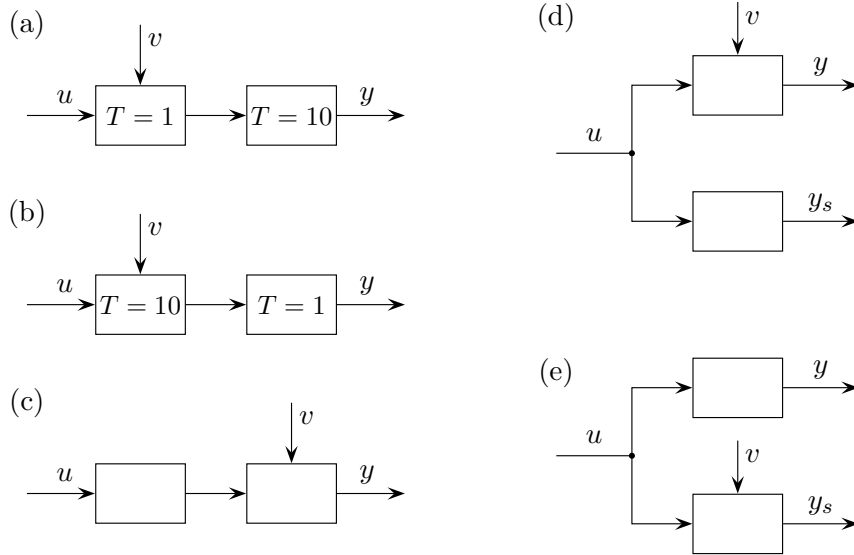 (a)
v
u
T = 1
T = 10
y
(b)
v
u
T = 10
T = 1
y
(c)
v
u
y
(d)
v
y
u
y_s
(e)
y
u
v
y_s